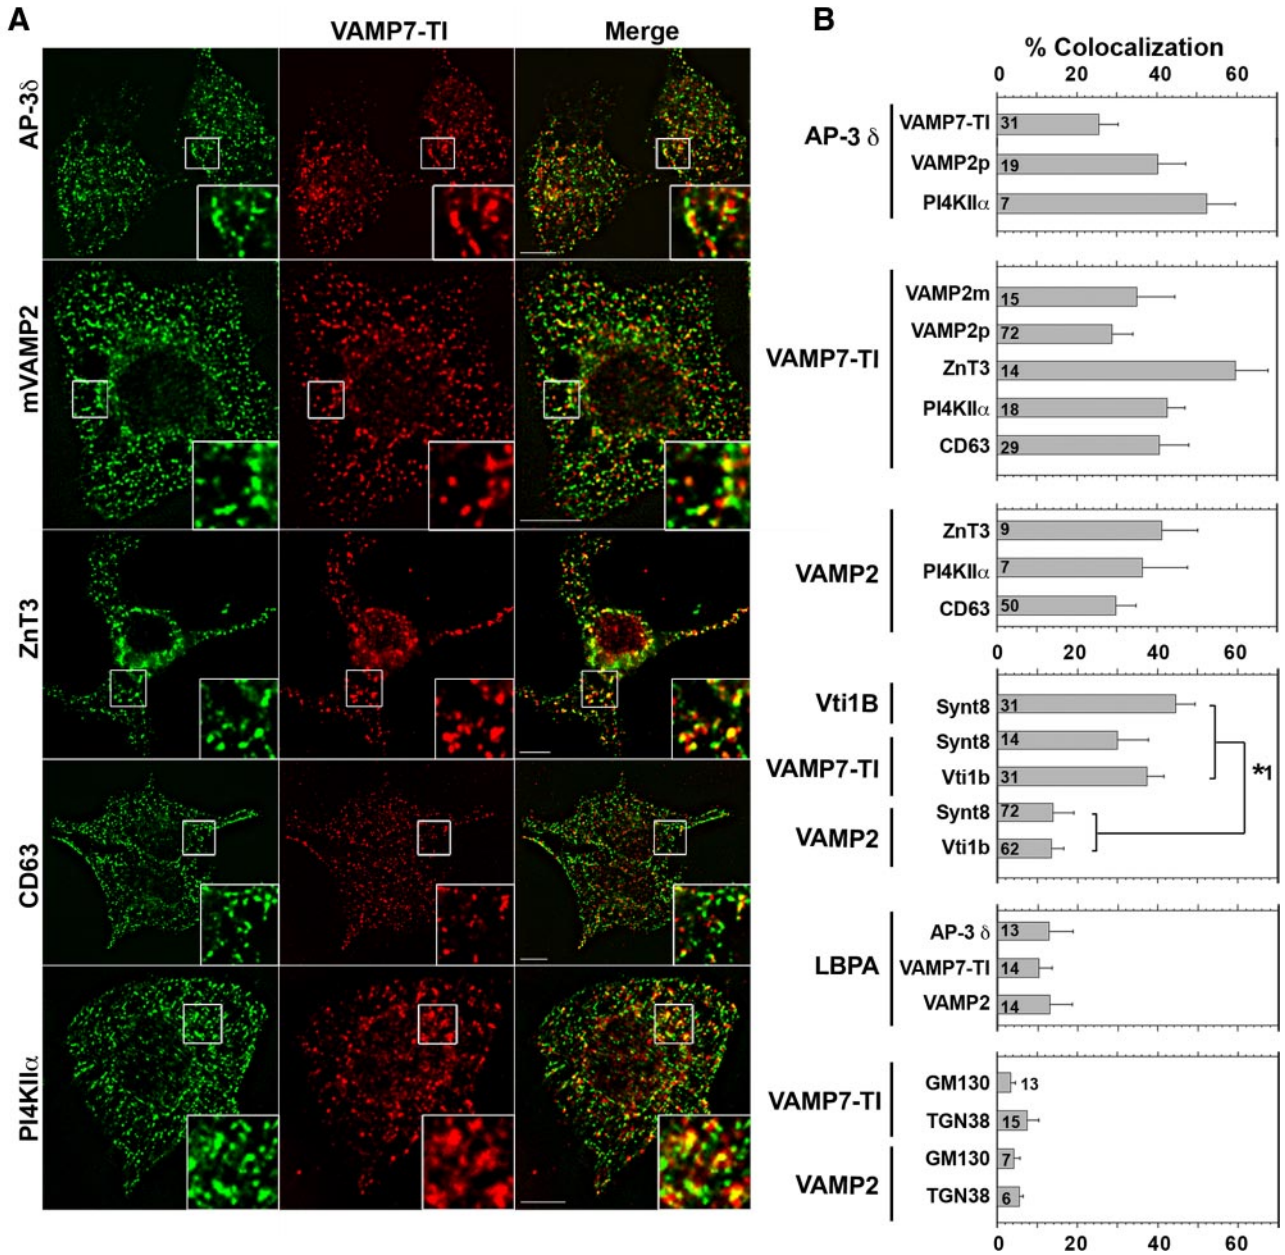 A
VAMP7-TI
Merge
AP-3δ
mVAMP2
ZnT3
CD63
PI4KIIα
B
% Colocalization
0 20 40 60
AP-3 δ
VAMP7-TI 31
VAMP2p 19
PI4KIIα 7
VAMP7-TI
VAMP2m 15
VAMP2p 72
ZnT3 14
PI4KIIα 18
CD63 29
VAMP2
ZnT3 9
PI4KIIα 7
CD63 50
0 20 40 60
Vti1B
Synt8 31
VAMP7-TI
Synt8 14
Vti1b 31
VAMP2
Synt8 72
Vti1b 62
*1
LBPA
AP-3 δ 13
VAMP7-TI 14
VAMP2 14
VAMP7-TI
GM130 13
TGN38 15
VAMP2
GM130 7
TGN38 6
0 20 40 60